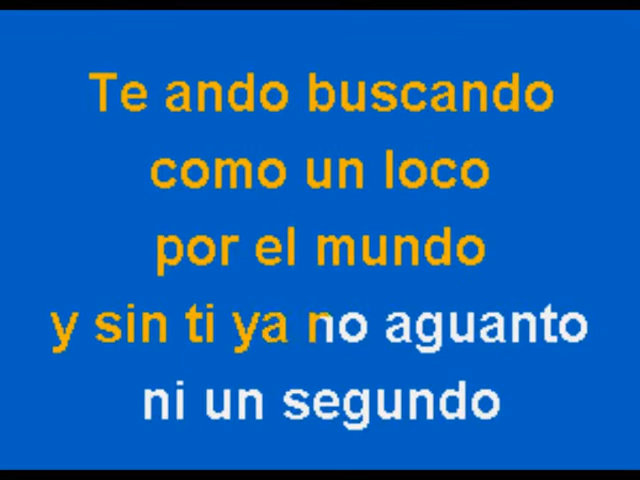 Te ando buscando
como un loco
por el mundo
y sin ti ya no aguanto
ni un segundo